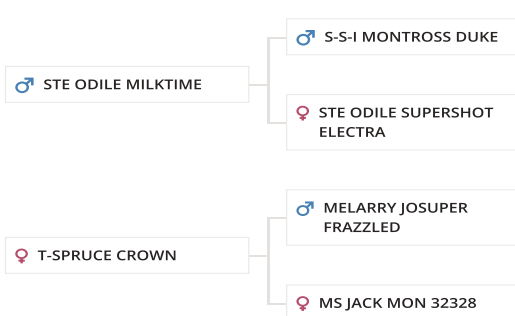 S-S-I MONTROSS DUKE
STE ODILE MILKTIME
STE ODILE SUPERSHOT
ELECTRA
MELARRY JOSUPER
FRAZZLED
T-SPRUCE CROWN
MS JACK MON 32328